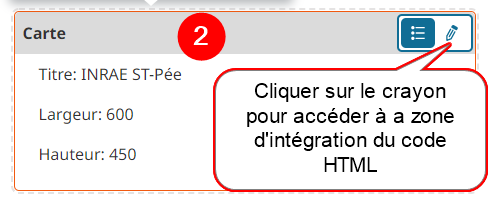 Carte
2
Titre: INRAE ST-Pée
Largeur: 600
Hauteur: 450
Cliquer sur le crayon
pour accéder à a zone
d'intégration du code
HTML